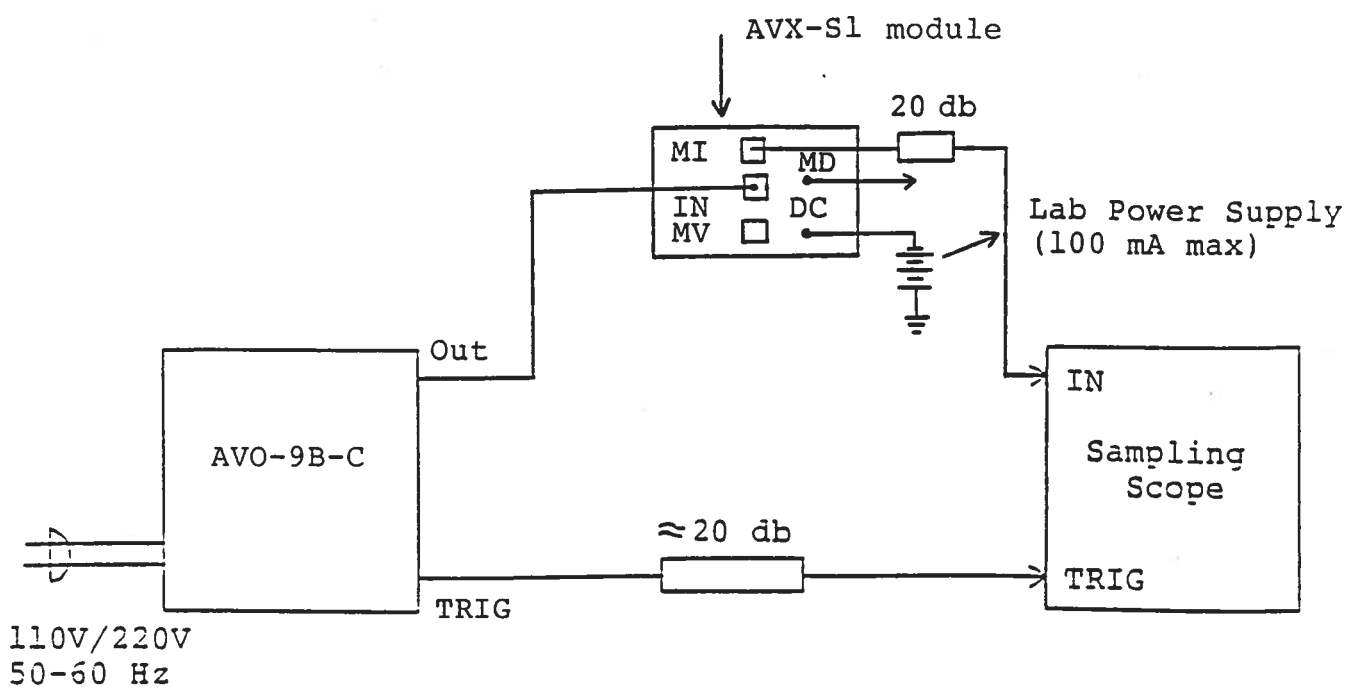 AVX-S1 module
20 db
MI
MD
IN
DC
MV
Lab Power Supply
(100 mA max)
Out
IN
AVO-9B-C
Sampling
Scope
≈20 db
TRIG
TRIG
110V/220V
50-60 Hz